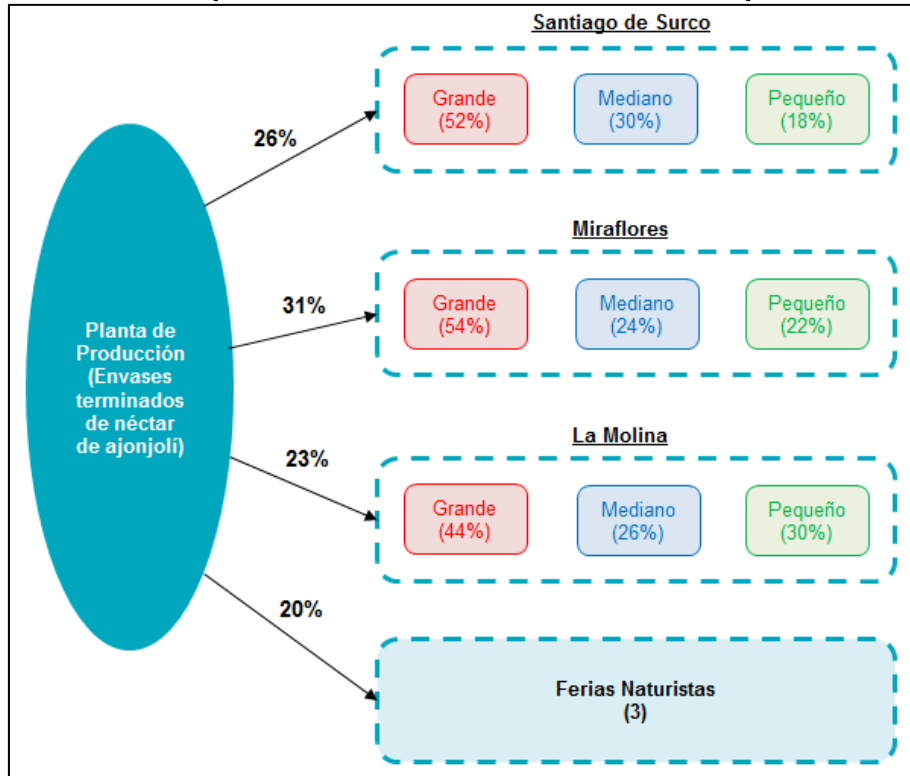 Santiago de Surco
Grande
(52%)
Mediano
(30%)
Pequeño
(18%)
26%
Miraflores
Grande
(54%)
Mediano
(24%)
Pequeño
(22%)
31%
Planta de
Producción
(Envases
terminados
de néctar
de ajonjolí)
La Molina
Grande
(44%)
Mediano
(26%)
Pequeño
(30%)
23%
20%
Ferias Naturistas
(3)